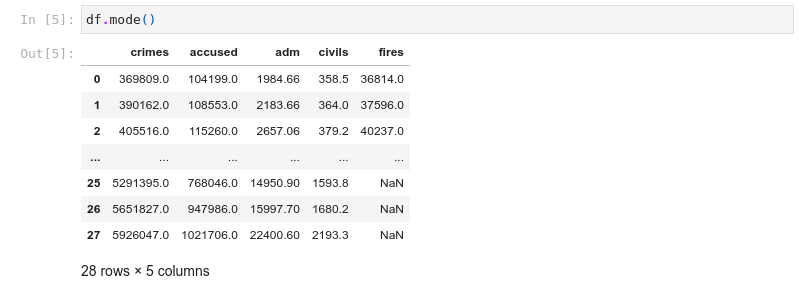 In [5]: df.mode()
Out[5]:
crimes accused adm civils fires
0 369809.0 104199.0 1984.66 358.5 36814.0
1 390162.0 108553.0 2183.66 364.0 37596.0
2 405516.0 115260.0 2657.06 379.2 40237.0
... ... ... ... ... ...
25 5291395.0 768046.0 14950.90 1593.8 NaN
26 5651827.0 947986.0 15997.70 1680.2 NaN
27 5926047.0 1021706.0 22400.60 2193.3 NaN
28 rows × 5 columns